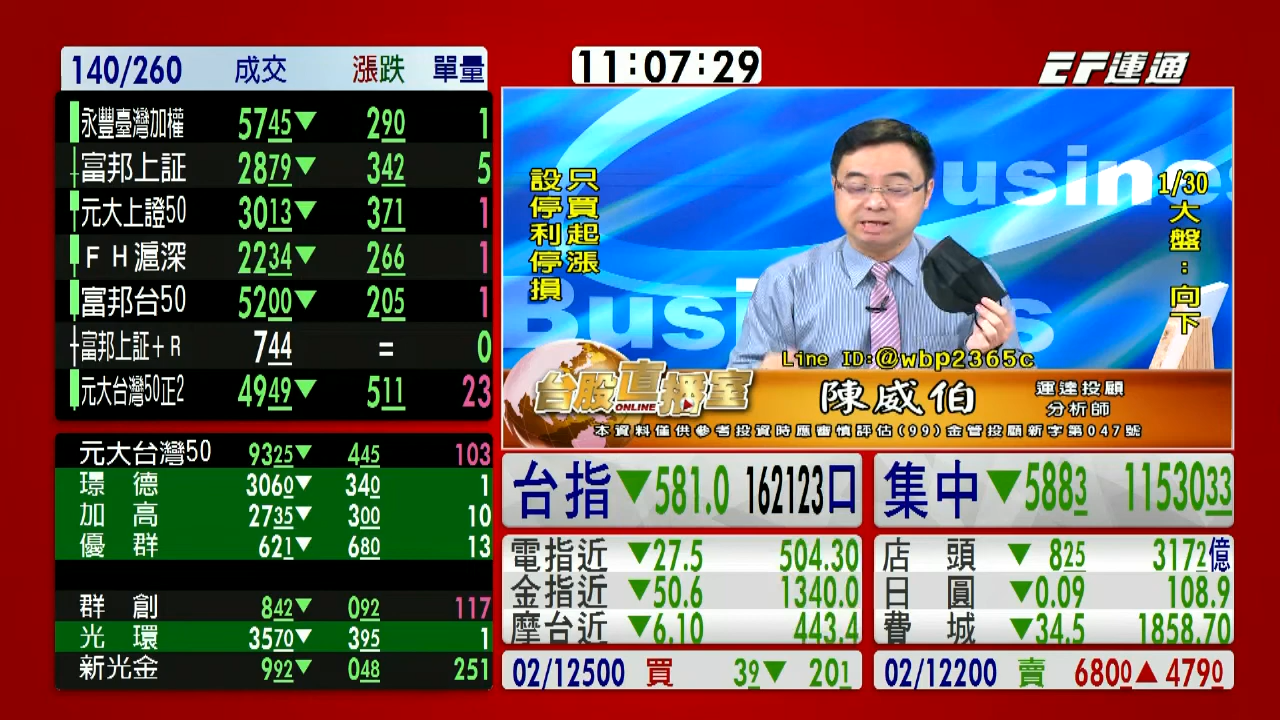 140/260 成交 漲跌 單量
永豐臺灣加權 5745▼ 290 1
富邦上証 2879▼ 342 5
元大上證50 3013▼ 371 1
ＦＨ滬深 2234▼ 266 1
富邦台50 5200▼ 205 1
富邦上証＋R 744 = 0
元大台灣50正2 4949▼ 511 23
元大台灣50 9325▼ 445 103
環德 3060▼ 340 1
加高 2735▼ 300 10
優群 621▼ 680 13
群創 842▼ 092 117
光環 3570▼ 395 1
新光金 992▼ 048 251
11:07:29
EF運通
只買起漲
設停利停損
Business
Business
1/30大盤:向下
Line ID:@wbp2365c
台股直播室
ONLINE
陳威伯
運達投顧
分析師
本資料僅供參考投資時應審慎評估(99)金管投顧新字第047號
台指▼581.0 162123口
集中▼5883 1153033
電指近 ▼27.5 504.30
金指近 ▼50.6 1340.0
摩台近 ▼6.10 443.4
店頭 ▼ 825 3172億
日圓 ▼0.09 108.9
費城 ▼34.5 1858.70
02/12500 買 39▼ 201
02/12200 賣 6800▲4790